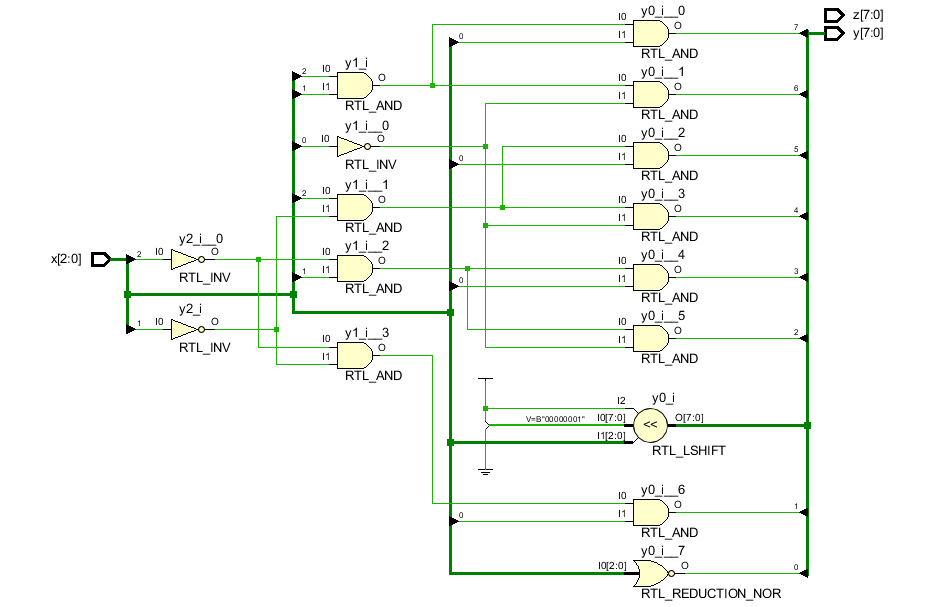 y0_i__0
z[7:0]
I0
O
7
y[7:0]
0
I1
RTL_AND
y1_i
y0_i__1
2
I0
O
I0
O
6
1
I1
I1
RTL_AND
RTL_AND
y1_i__0
y0_i__2
0
I0
O
I0
O
5
0
I1
RTL_INV
RTL_AND
y1_i__1
y0_i__3
2
I0
O
I0
O
4
I1
I1
RTL_AND
RTL_AND
y2_i__0
y1_i__2
y0_i__4
x[2:0]
2
I0
O
I0
O
I0
O
3
1
I1
0
I1
RTL_INV
RTL_AND
RTL_AND
y2_i
y1_i__3
y0_i__5
1
I0
O
I0
O
I0
O
2
I1
I1
RTL_INV
RTL_AND
RTL_AND
y0_i
I2
V=B"00000001"
I0[7:0]
<<
O[7:0]
I1[2:0]
RTL_LSHIFT
y0_i__6
I0
O
1
0
I1
RTL_AND
y0_i__7
I0[2:0]
O
0
RTL_REDUCTION_NOR